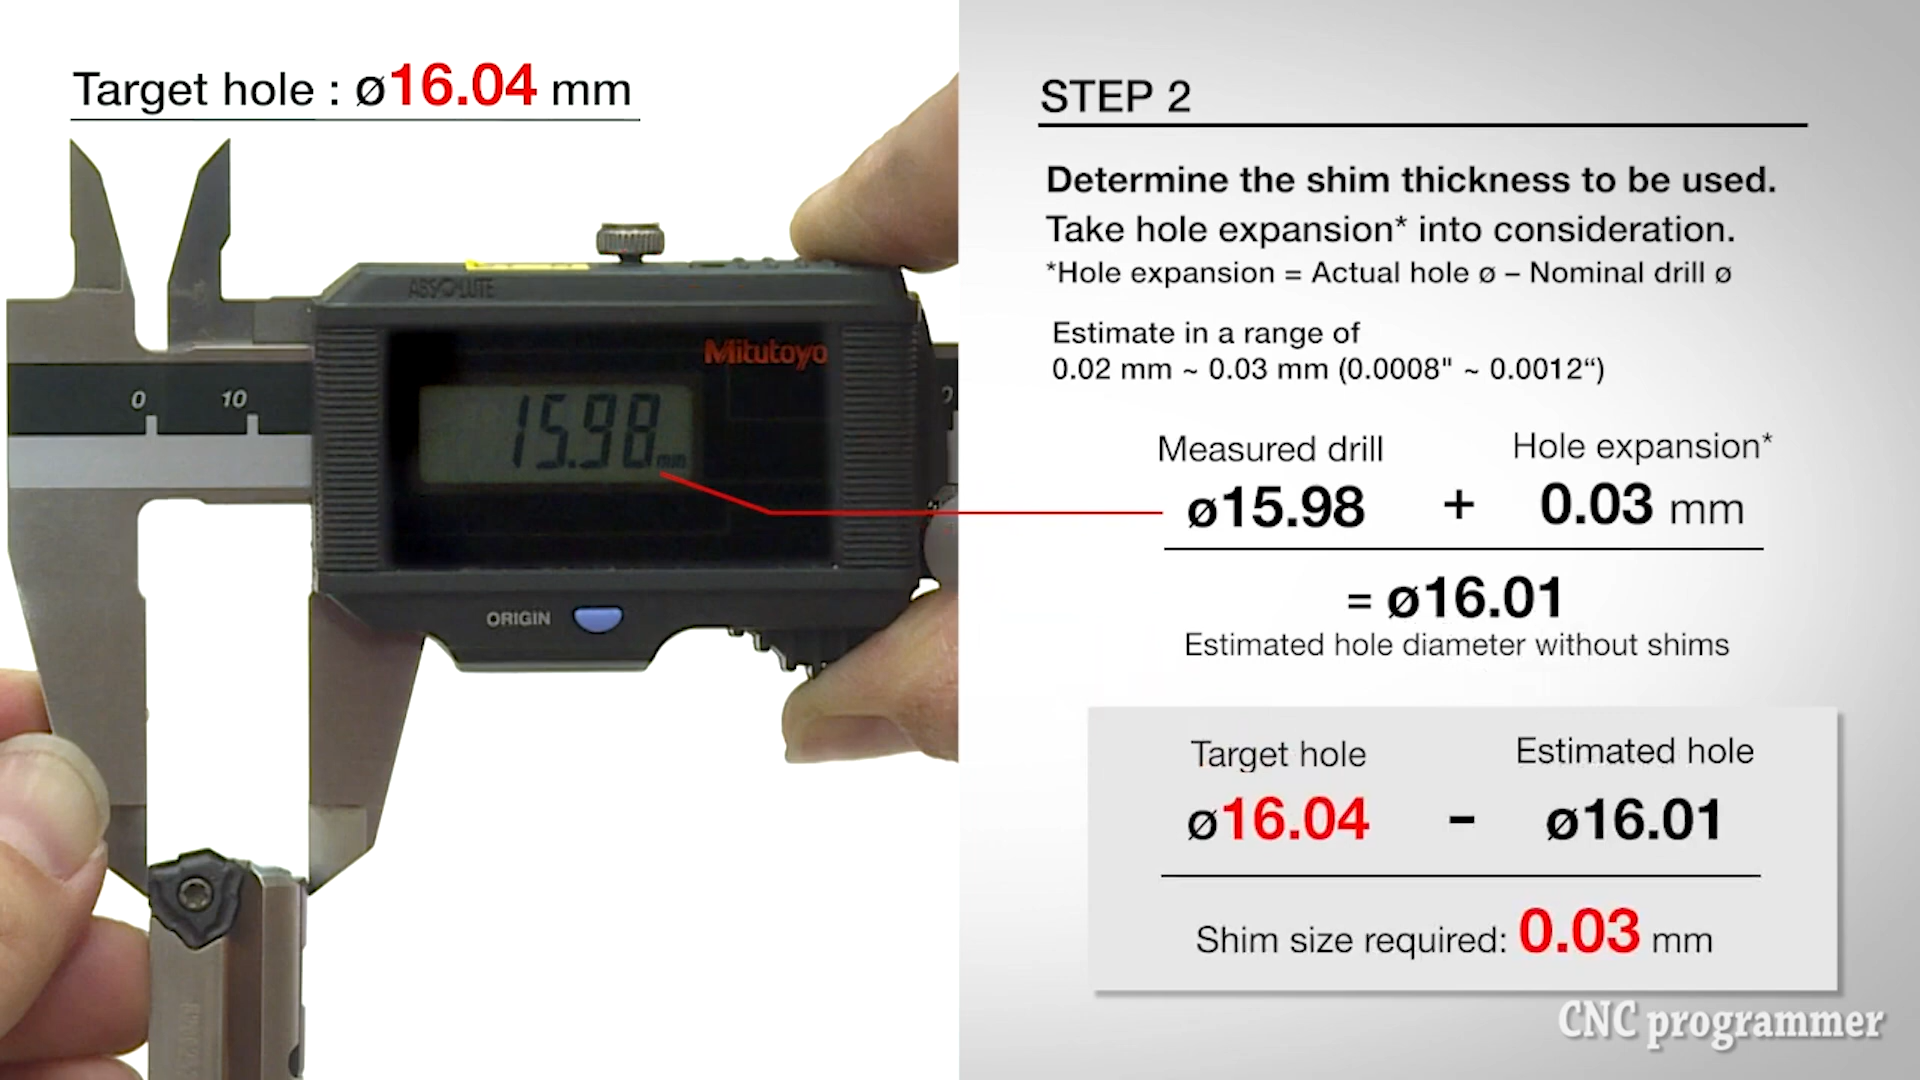 Target hole : ø16.04 mm
ABSOLUTE
Mitutoyo
0 10
15.98 mm
ORIGIN
STEP 2
Determine the shim thickness to be used.
Take hole expansion* into consideration.
*Hole expansion = Actual hole ø – Nominal drill ø
Estimate in a range of
0.02 mm ~ 0.03 mm (0.0008" ~ 0.0012“)
Measured drill Hole expansion*
ø15.98 + 0.03 mm
= ø16.01
Estimated hole diameter without shims
Target hole Estimated hole
ø16.04 - ø16.01
Shim size required: 0.03 mm
CNC programmer